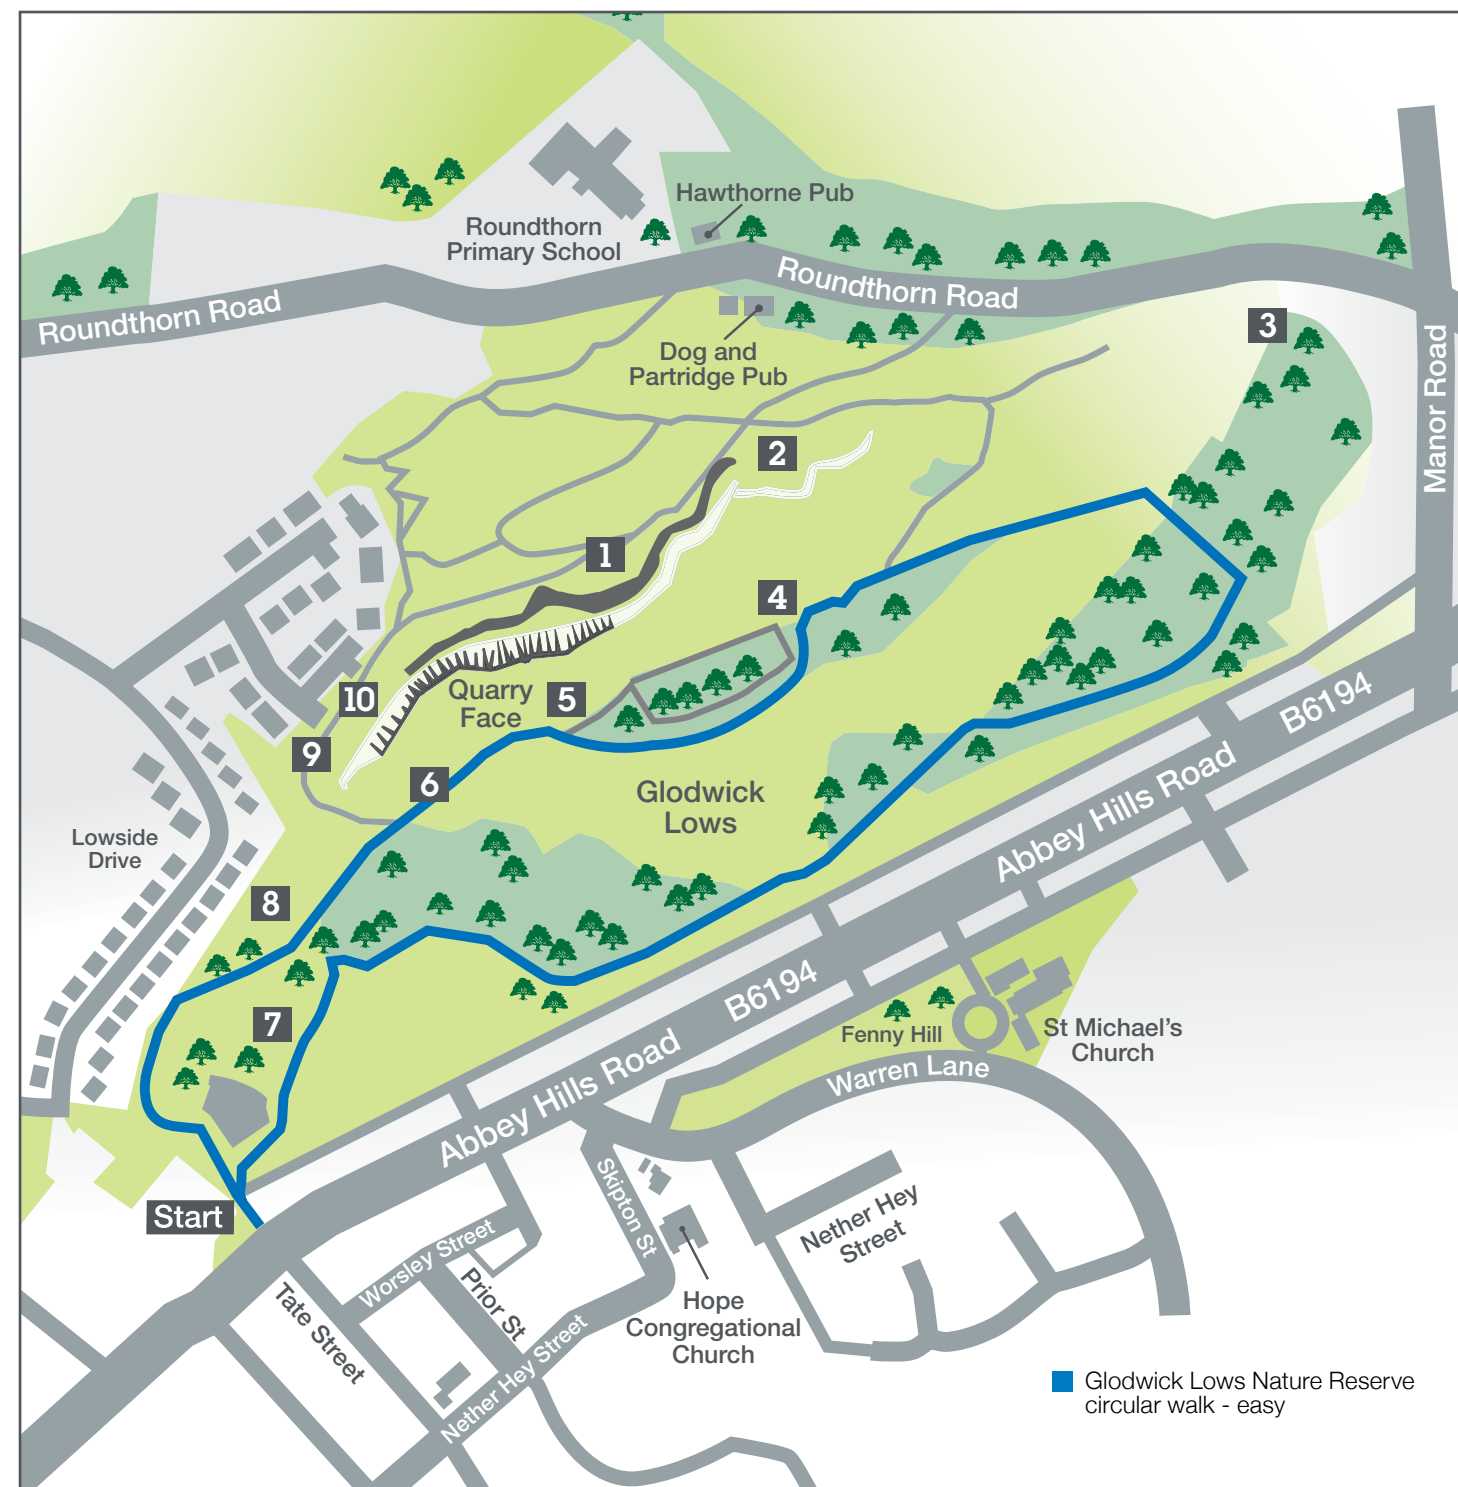 Hawthorne Pub
Roundthorn
Primary School
Roundthorn Road
Roundthorn Road
3
Dog and
Partridge Pub
Manor Road
2
1
4
10
Quarry
Face
5
9
6
B6194
Glodwick
Lows
Abbey Hills Road
Lowside
Drive
8
B6194
7
Fenny Hill
St Michael's
Church
Abbey Hills Road
Warren Lane
Start
Skipton St
Nether Hey
Street
Worsley Street
Prior St
Tate Street
Hope
Congregational
Church
Nether Hey Street
Glodwick Lows Nature Reserve
circular walk - easy